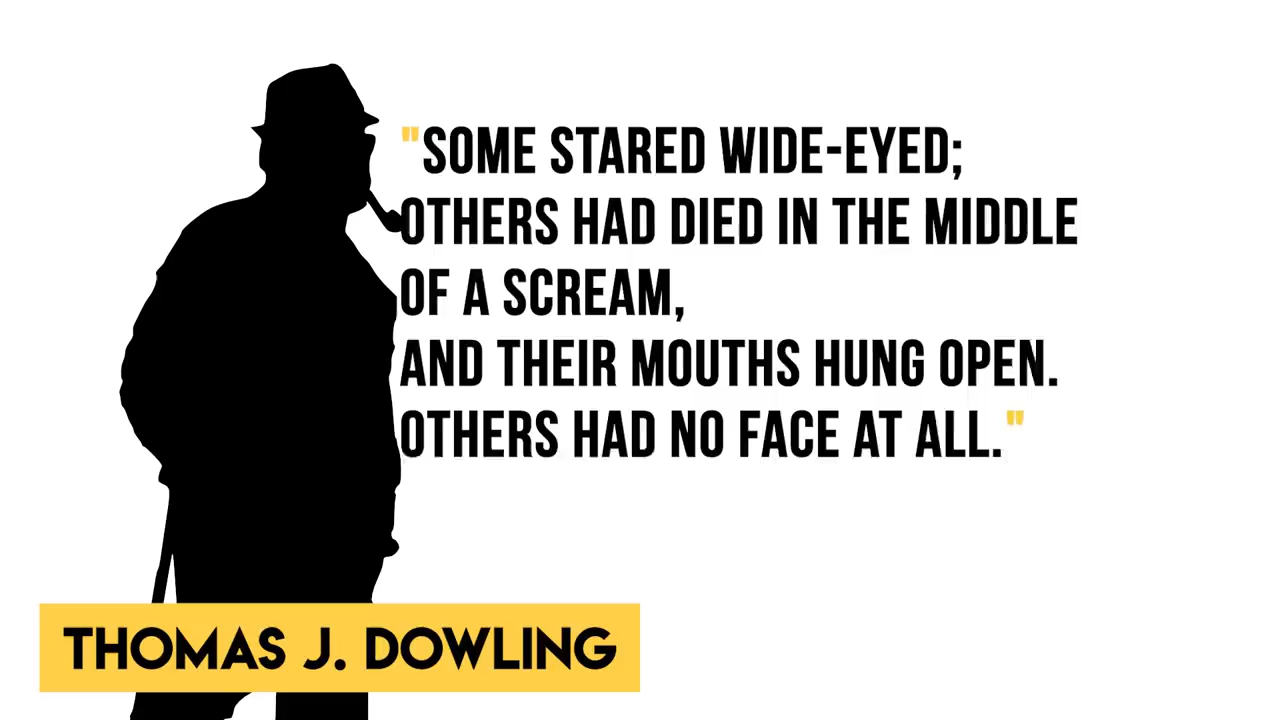 "SOME STARED WIDE-EYED;
OTHERS HAD DIED IN THE MIDDLE
OF A SCREAM,
AND THEIR MOUTHS HUNG OPEN.
OTHERS HAD NO FACE AT ALL."
THOMAS J. DOWLING